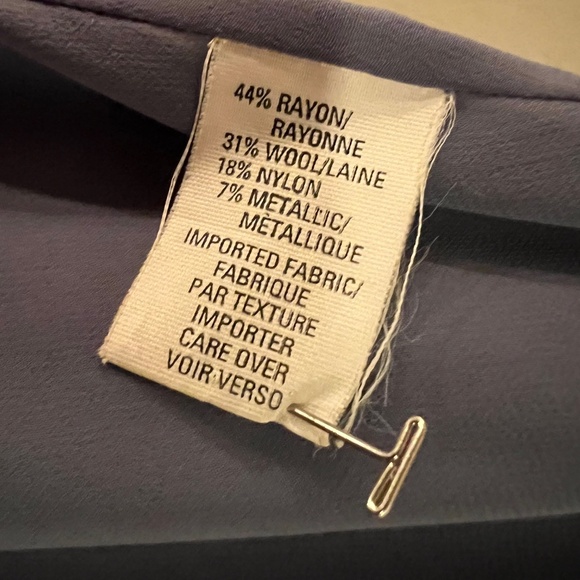 44% RAYON/
RAYONNE
31% WOOL/LAINE
18% NYLON
7% METALLIC/
MÉTALLIQUE
IMPORTED FABRIC/
FABRIQUE
PAR TEXTURE
IMPORTER
CARE OVER
VOIR VERSO